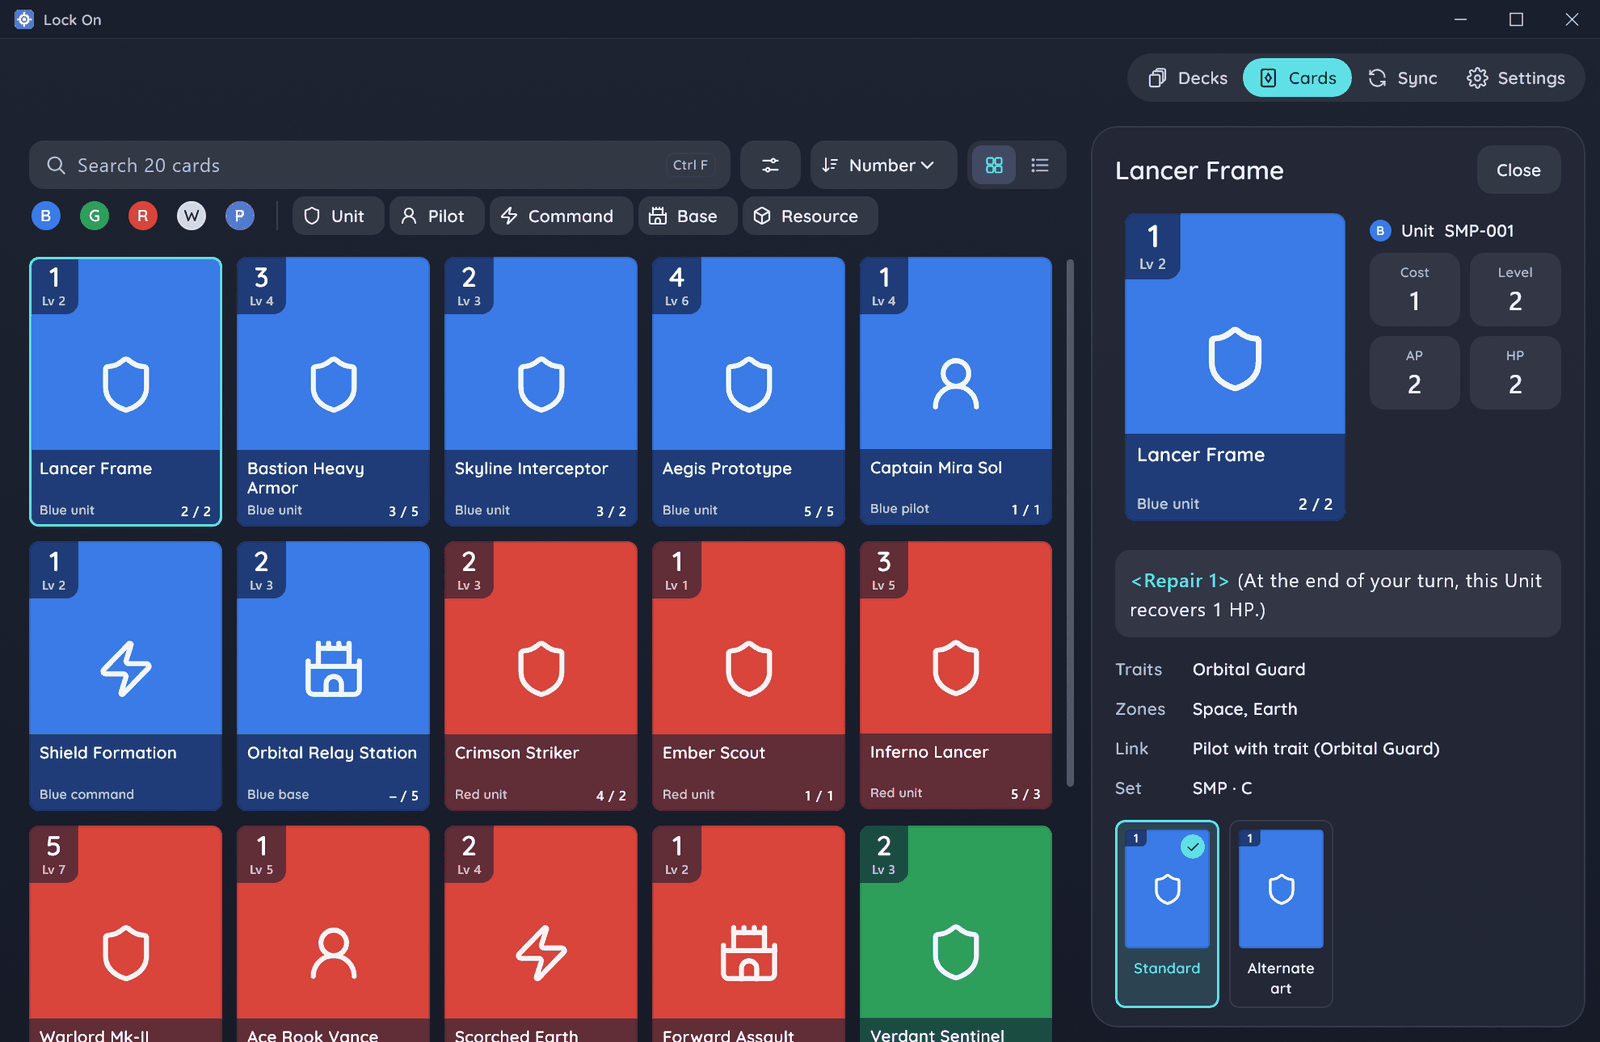 Lock On
Decks
Cards
Sync
Settings
Search 20 cards
Ctrl F
Number
B
G
R
W
P
Unit
Pilot
Command
Base
Resource
1
Lv 2
Lancer Frame
Blue unit
2 / 2
3
Lv 4
Bastion Heavy
Armor
Blue unit
3 / 5
2
Lv 3
Skyline Interceptor
Blue unit
3 / 2
4
Lv 6
Aegis Prototype
Blue unit
5 / 5
1
Lv 4
Captain Mira Sol
Blue pilot
1 / 1
1
Lv 2
Shield Formation
Blue command
2
Lv 3
Orbital Relay Station
Blue base
– / 5
2
Lv 3
Crimson Striker
Red unit
4 / 2
1
Lv 1
Ember Scout
Red unit
1 / 1
3
Lv 5
Inferno Lancer
Red unit
5 / 3
5
Lv 7
Warlord Mk-II
1
Lv 5
Ace Rook Vance
2
Lv 4
Scorched Earth
1
Lv 2
Forward Assault
2
Lv 3
Verdant Sentinel
Lancer Frame
Close
1
Lv 2
Lancer Frame
Blue unit
2 / 2
B
Unit SMP-001
Cost
1
Level
2
AP
2
HP
2
<Repair 1> (At the end of your turn, this Unit
recovers 1 HP.)
Traits Orbital Guard
Zones Space, Earth
Link Pilot with trait (Orbital Guard)
Set SMP · C
1
Standard
1
Alternate
art